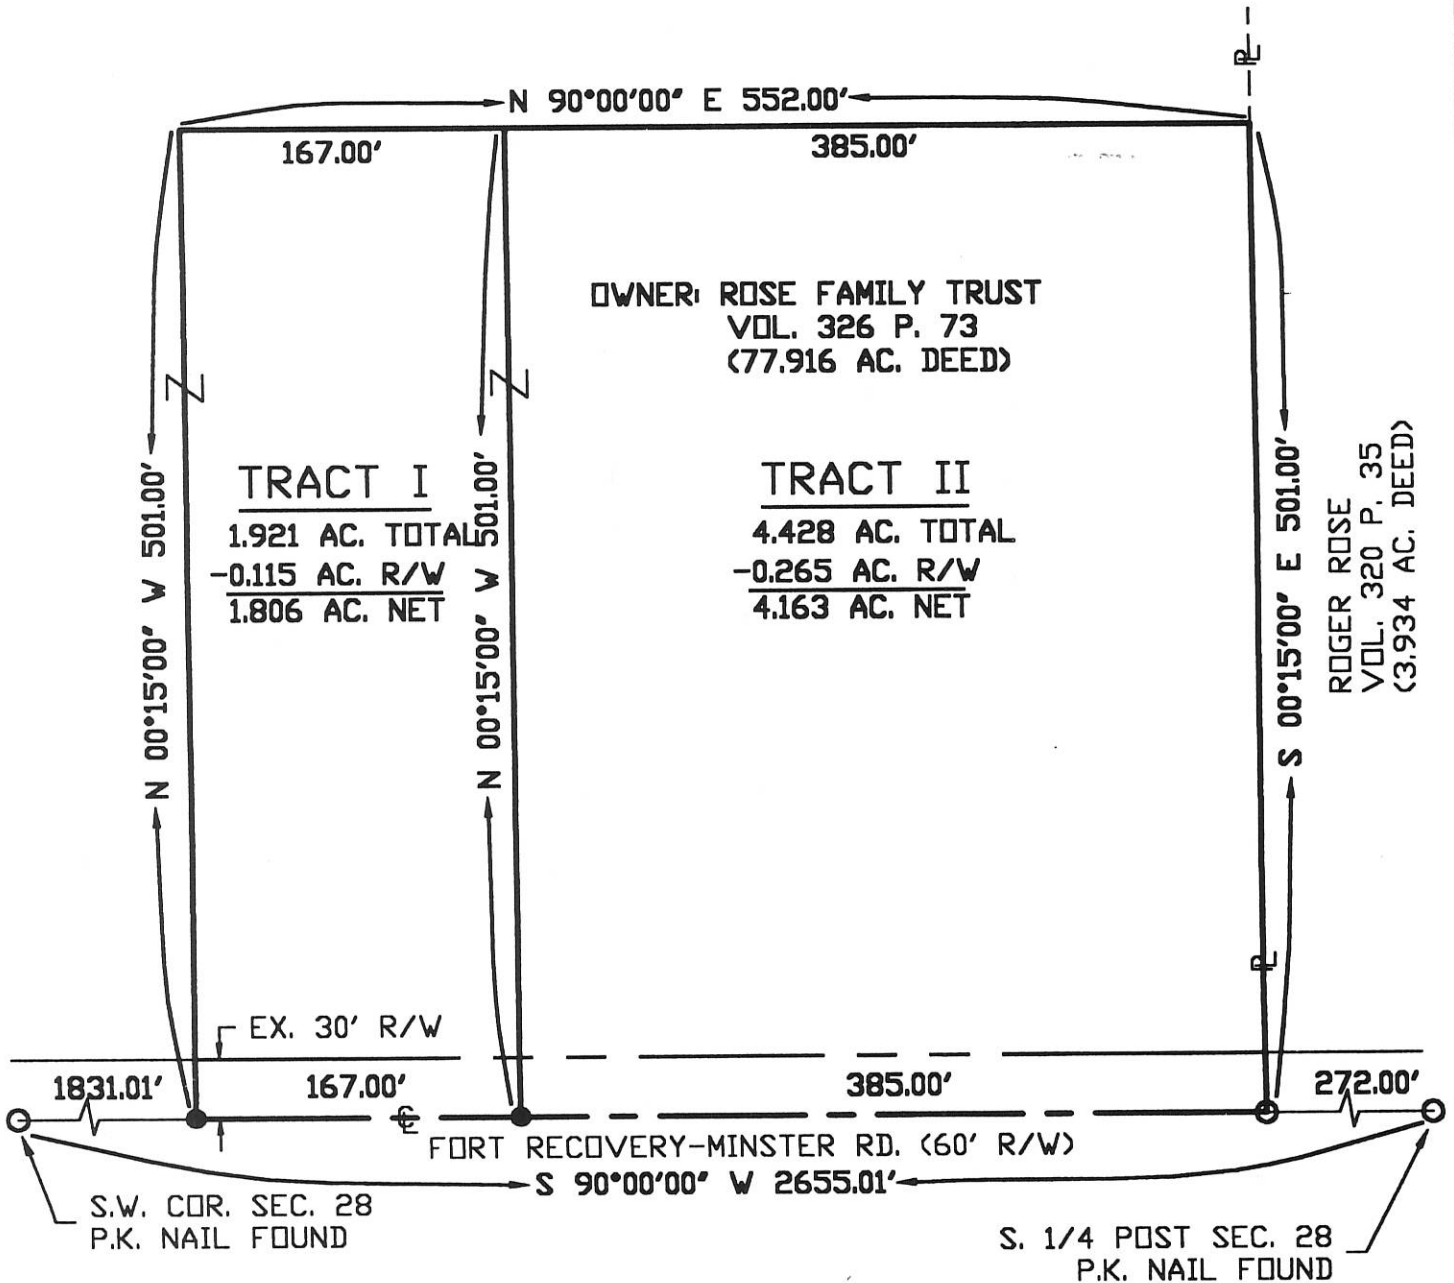 PL
N 90°00'00" E 552.00'
167.00'
385.00'
OWNER: ROSE FAMILY TRUST
VOL. 326 P. 73
(77.916 AC. DEED)
N 00°15'00" W 501.00'
TRACT I
1.921 AC. TOTAL
-0.115 AC. R/W
1.806 AC. NET
N 00°15'00" W 501.00'
TRACT II
4.428 AC. TOTAL
-0.265 AC. R/W
4.163 AC. NET
S 00°15'00" E 501.00'
ROGER ROSE
VOL. 320 P. 35
(3.934 AC. DEED)
PL
EX. 30' R/W
1831.01'
167.00'
385.00'
272.00'
CL
FORT RECOVERY-MINSTER RD. (60' R/W)
S 90°00'00" W 2655.01'
S.W. COR. SEC. 28
P.K. NAIL FOUND
S. 1/4 POST SEC. 28
P.K. NAIL FOUND